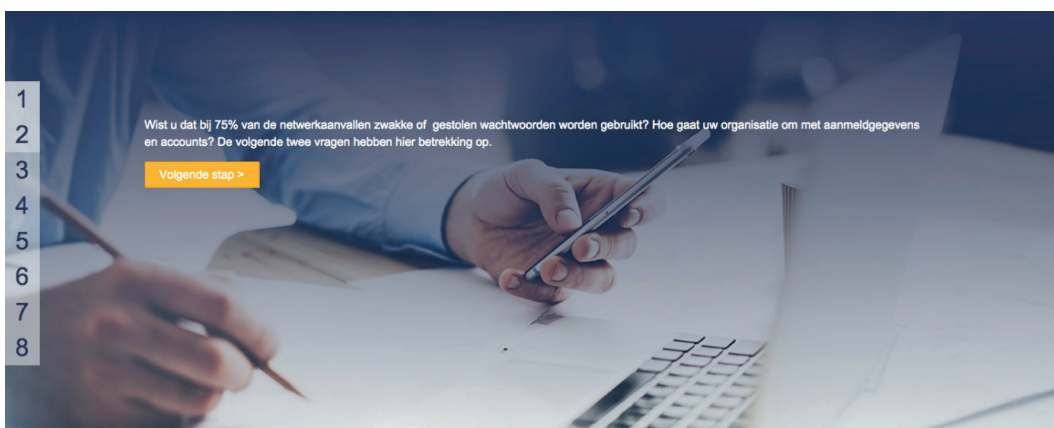 1
2
3
4
5
6
7
8
Wist u dat bij 75% van de netwerkaanvallen zwakke of gestolen wachtwoorden worden gebruikt? Hoe gaat uw organisatie om met aanmeldgegevens
en accounts? De volgende twee vragen hebben hier betrekking op.
Volgende stap >